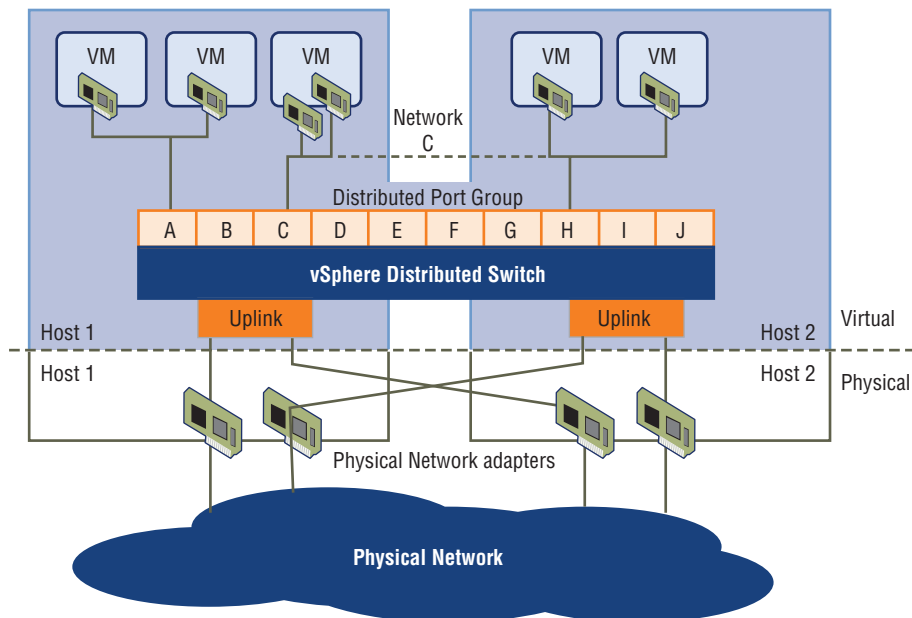 VM
VM
VM
VM
VM
Network
C
Distributed Port Group
A B C D E F G H I J
vSphere Distributed Switch
Uplink
Uplink
Host 1
Host 2
Virtual
Host 1
Host 2
Physical
Physical Network adapters
Physical Network